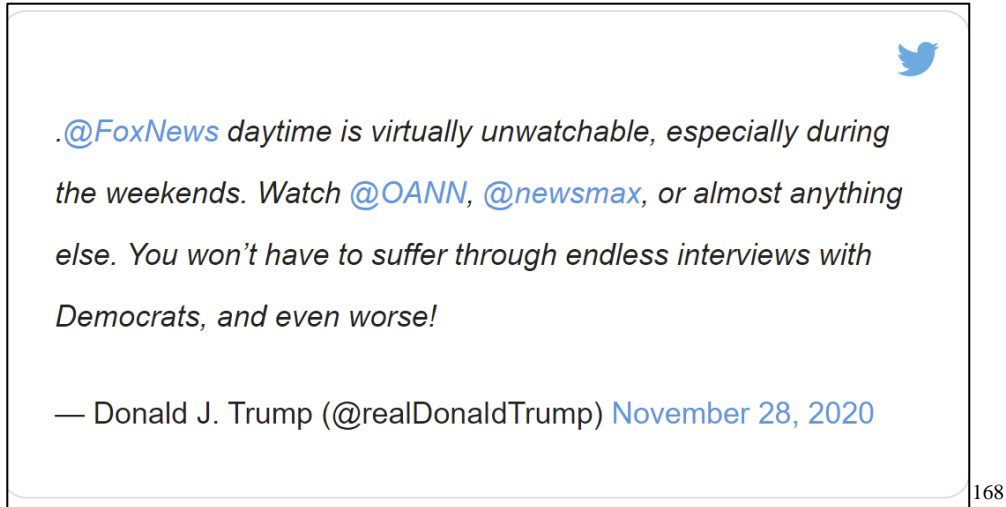 .@FoxNews daytime is virtually unwatchable, especially during
the weekends. Watch @OANN, @newsmax, or almost anything
else. You won’t have to suffer through endless interviews with
Democrats, and even worse!
— Donald J. Trump (@realDonaldTrump) November 28, 2020
168